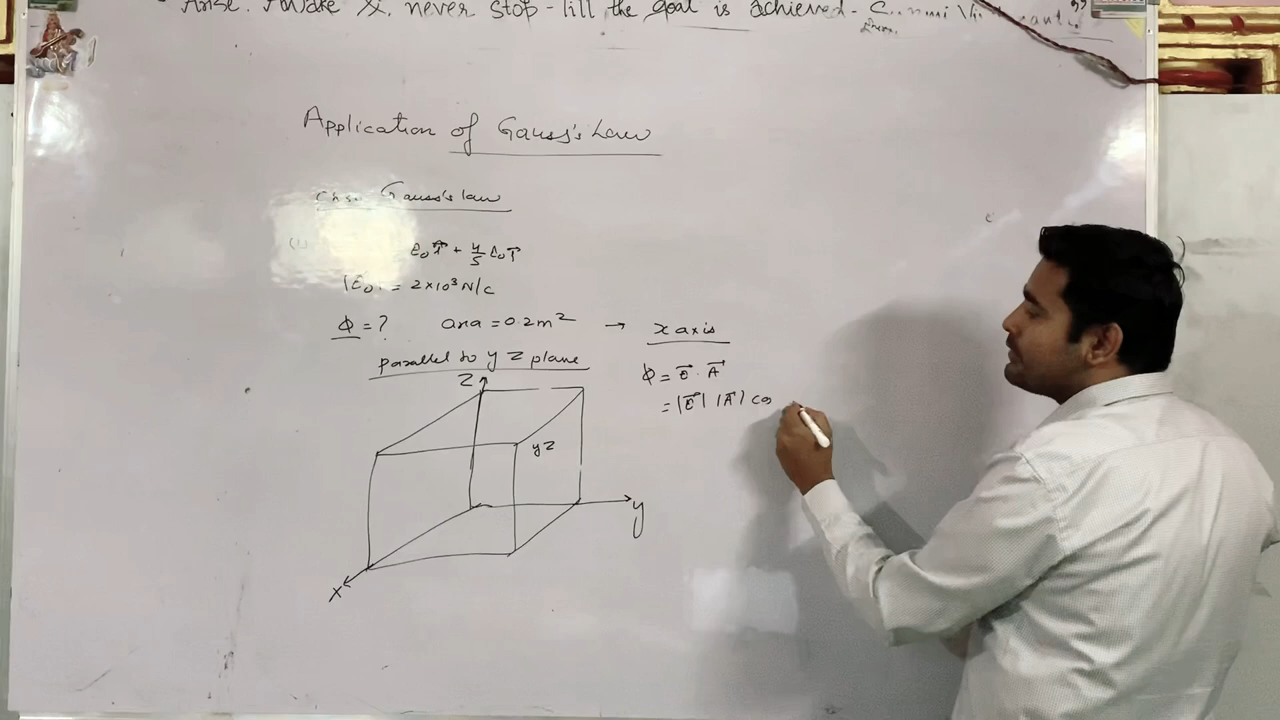 Arise. Awake &. never stop - till the goal is achieved -
Application of Gauss's Law
Gauss's law
E₀x⃗ + 4/5 E₀
|E₀| = 2×10³ N/C
ϕ = ? area = 0.2m² → x axis
parallel to y z plane
ϕ = E⃗ . A⃗
= |E⃗| |A⃗| co
Z
yz
y
x